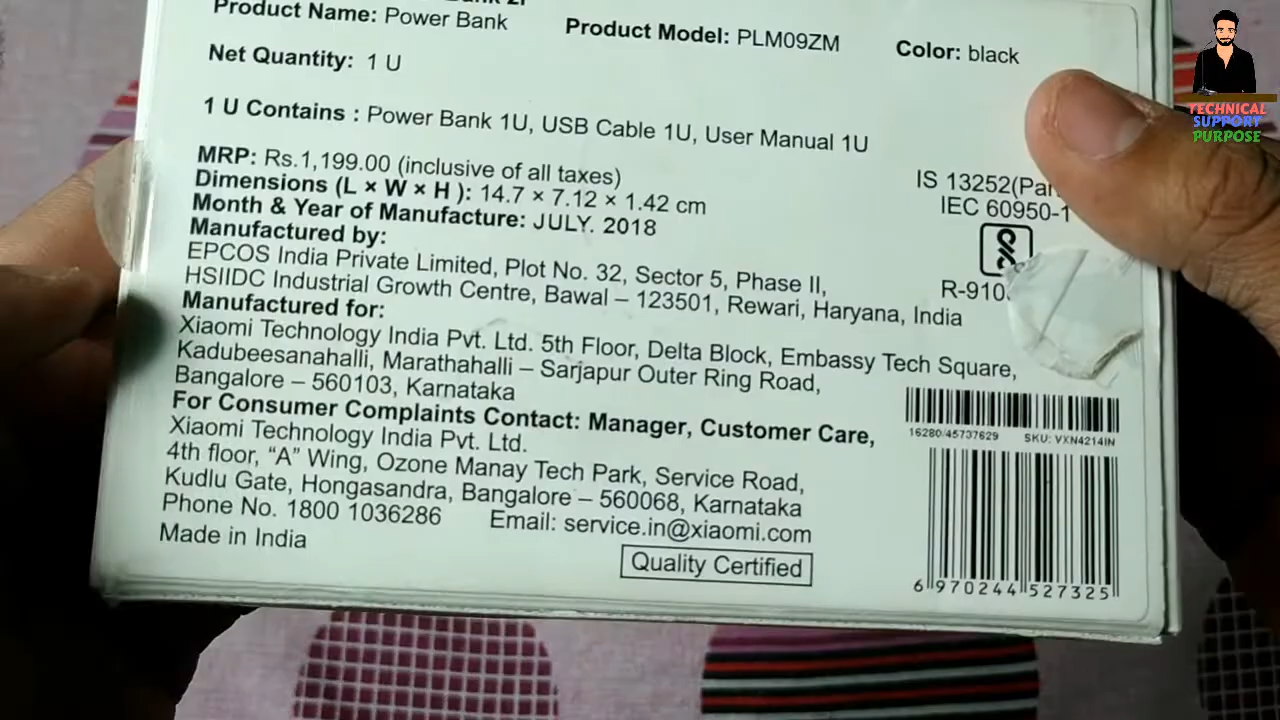 Product Name: Power Bank Product Model: PLM09ZM Color: black
Net Quantity: 1 U
1 U Contains : Power Bank 1U, USB Cable 1U, User Manual 1U
MRP: Rs.1,199.00 (inclusive of all taxes)
Dimensions (L × W × H ): 14.7 × 7.12 × 1.42 cm
Month & Year of Manufacture: JULY. 2018
Manufactured by:
EPCOS India Private Limited, Plot No. 32, Sector 5, Phase II,
HSIIDC Industrial Growth Centre, Bawal – 123501, Rewari, Haryana, India
Manufactured for:
Xiaomi Technology India Pvt. Ltd. 5th Floor, Delta Block, Embassy Tech Square,
Kadubeesanahalli, Marathahalli – Sarjapur Outer Ring Road,
Bangalore – 560103, Karnataka
For Consumer Complaints Contact: Manager, Customer Care,
Xiaomi Technology India Pvt. Ltd.
4th floor, “A” Wing, Ozone Manay Tech Park, Service Road,
Kudlu Gate, Hongasandra, Bangalore – 560068, Karnataka
Phone No. 1800 1036286 Email: service.in@xiaomi.com
Made in India
Quality Certified
IS 13252
IEC 60950-1
R-910
16280/45737629 SKU: VXN4214IN
6 970244 527325
TECHNICAL
SUPPORT
PURPOSE